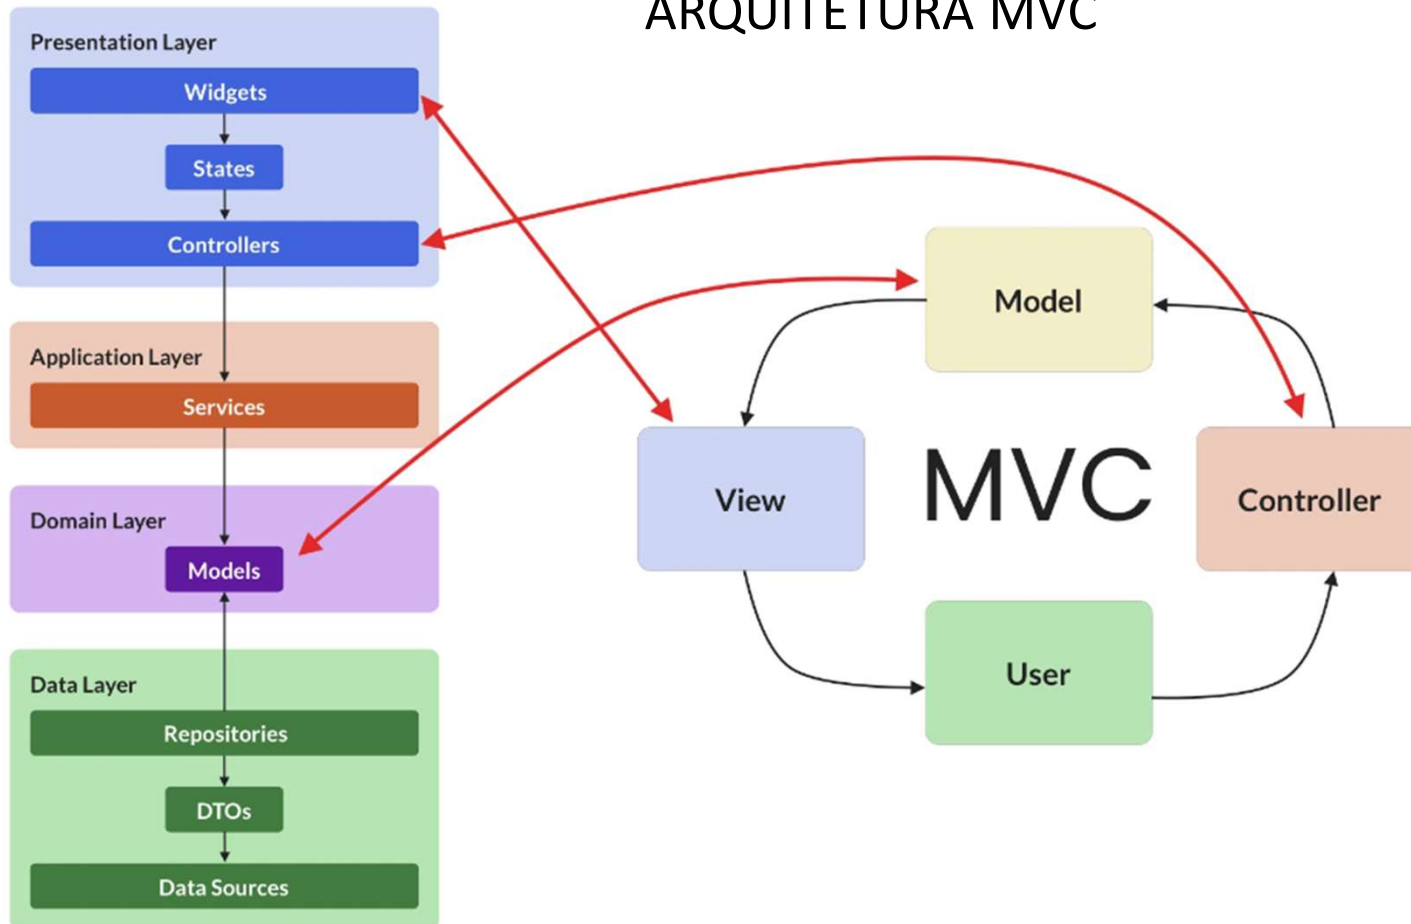 ARQUITETURA MVC
Presentation Layer
Widgets
States
Controllers
Application Layer
Services
Domain Layer
Models
Data Layer
Repositories
DTOs
Data Sources
Model
View
MVC
Controller
User